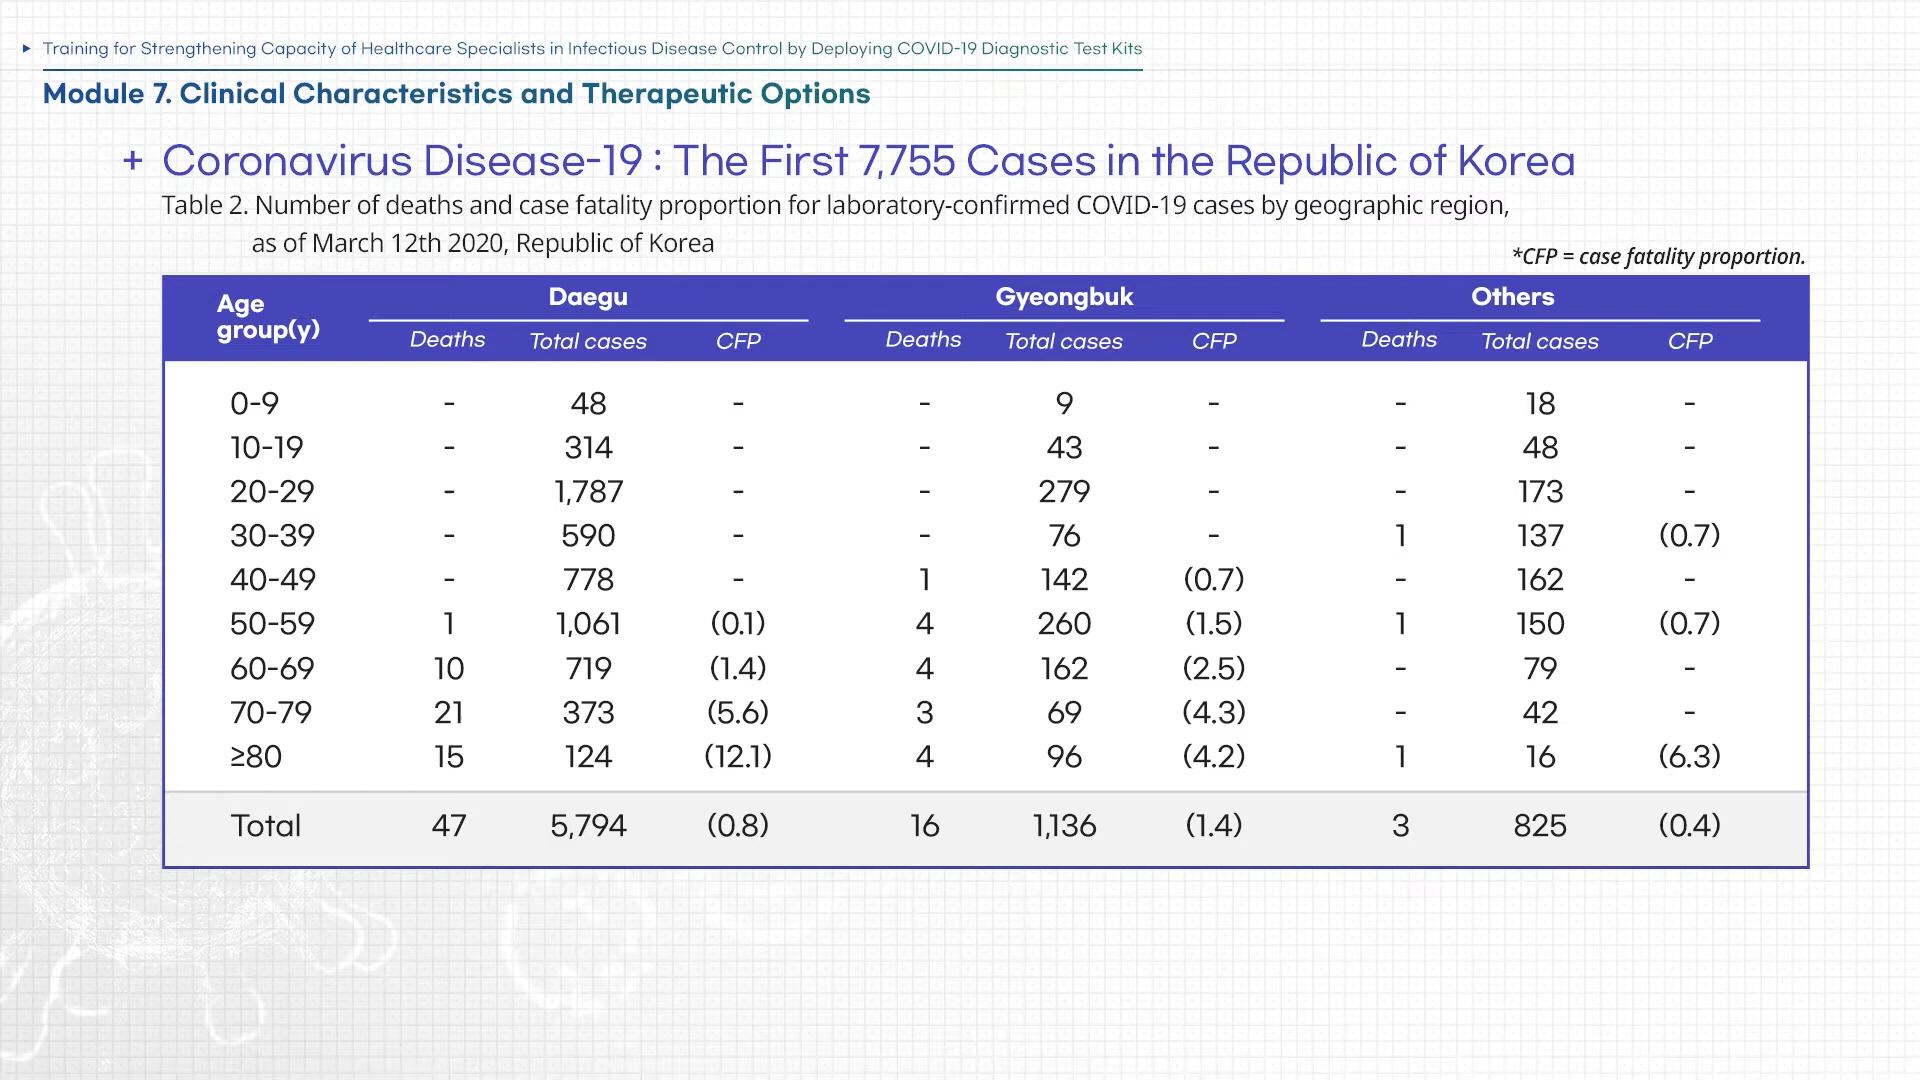 Training for Strengthening Capacity of Healthcare Specialists in Infectious Disease Control by Deploying COVID-19 Diagnostic Test Kits
Module 7. Clinical Characteristics and Therapeutic Options
+ Coronavirus Disease-19 : The First 7,755 Cases in the Republic of Korea
Table 2. Number of deaths and case fatality proportion for laboratory-confirmed COVID-19 cases by geographic region,
as of March 12th 2020, Republic of Korea
*CFP = case fatality proportion.
Age group(y) Daegu Gyeongbuk Others
Deaths Total cases CFP Deaths Total cases CFP Deaths Total cases CFP
0-9 - 48 - - 9 - - 18 -
10-19 - 314 - - 43 - - 48 -
20-29 - 1,787 - - 279 - - 173 -
30-39 - 590 - - 76 - 1 137 (0.7)
40-49 - 778 - 1 142 (0.7) - 162 -
50-59 1 1,061 (0.1) 4 260 (1.5) 1 150 (0.7)
60-69 10 719 (1.4) 4 162 (2.5) - 79 -
70-79 21 373 (5.6) 3 69 (4.3) - 42 -
≥80 15 124 (12.1) 4 96 (4.2) 1 16 (6.3)
Total 47 5,794 (0.8) 16 1,136 (1.4) 3 825 (0.4)